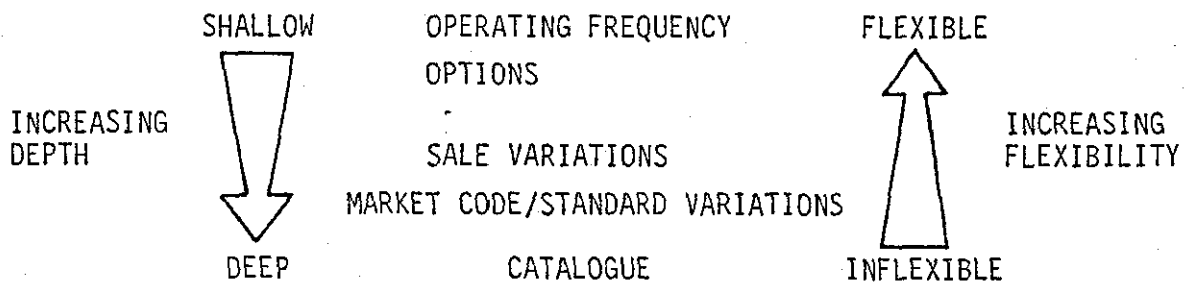 SHALLOW OPERATING FREQUENCY FLEXIBLE
OPTIONS
INCREASING DEPTH
INCREASING FLEXIBILITY
SALE VARIATIONS
MARKET CODE/STANDARD VARIATIONS
DEEP CATALOGUE INFLEXIBLE